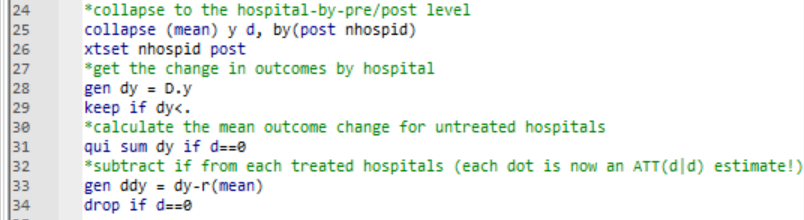 24 *collapse to the hospital-by-pre/post level
25 collapse (mean) y d, by(post nhospid)
26 xtset nhospid post
27 *get the change in outcomes by hospital
28 gen dy = D.y
29 keep if dy<.
30 *calculate the mean outcome change for untreated hospitals
31 qui sum dy if d==0
32 *subtract if from each treated hospitals (each dot is now an ATT(d|d) estimate!)
33 gen ddy = dy-r(mean)
34 drop if d==0